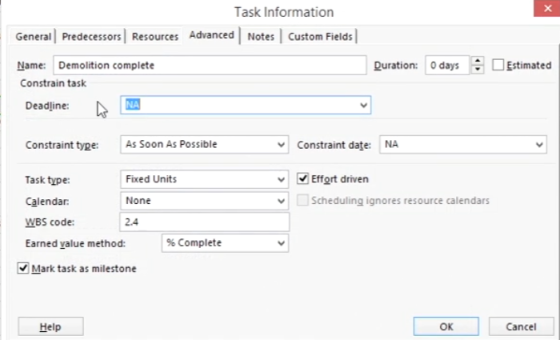 Task Information
General Predecessors Resources Advanced Notes Custom Fields
Name: Demolition complete Duration: 0 days Estimated
Constrain task
Deadline: NA
Constraint type: As Soon As Possible Constraint date: NA
Task type: Fixed Units Effort driven
Calendar: None Scheduling ignores resource calendars
WBS code: 2.4
Earned value method: % Complete
Mark task as milestone
Help OK Cancel